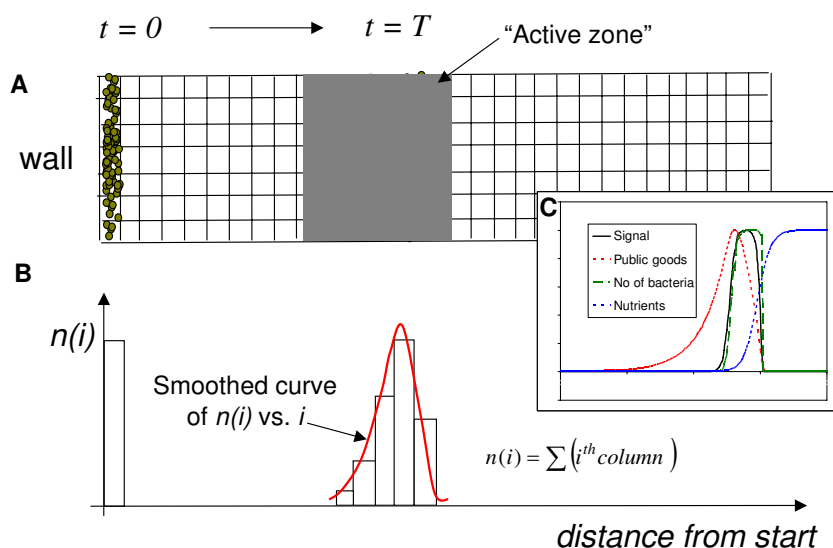 t = 0
t = T
“Active zone”
A
wall
C
Signal
Public goods
No of bacteria
Nutrients
B
n(i)
Smoothed curve
of n(i) vs. i
n(i) = ∑(i^th column)
distance from start